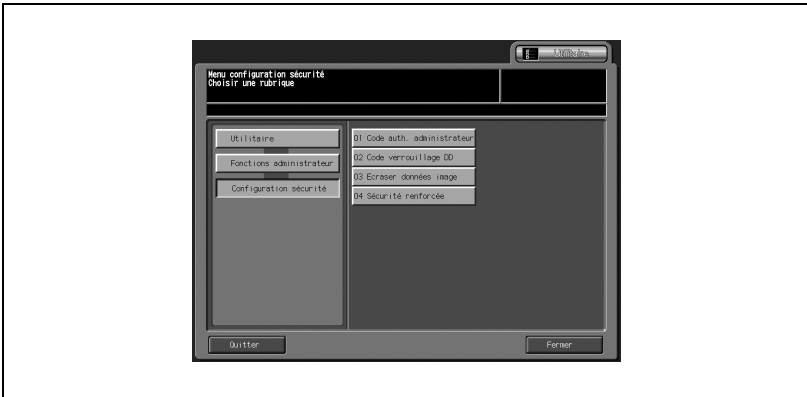 Utilitaire
Menu configuration sécurité
Choisir une rubrique
Utilitaire
Fonctions administrateur
Configuration sécurité
01 Code auth. administrateur
02 Code verrouillage DD
03 Ecraser données image
04 Sécurité renforcée
Quitter
Fermer